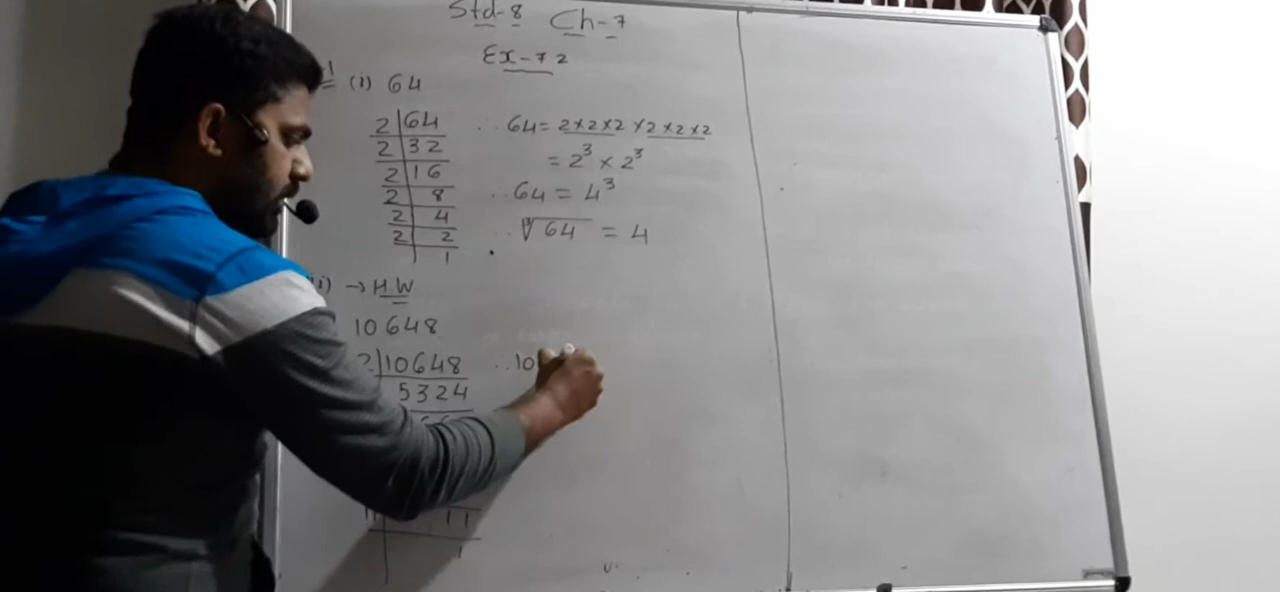 Std-8 Ch-7
Ex-7.2
(i) 64
2 | 64
2 | 32
2 | 16
2 | 8
2 | 4
2 | 2
1
∴ 64 = 2×2×2 × 2×2×2
= 2³ × 2³
∴ 64 = 4³
∴ ∛64 = 4
→ H.W
10648
2 | 10648
5324
11
1
∴ 10